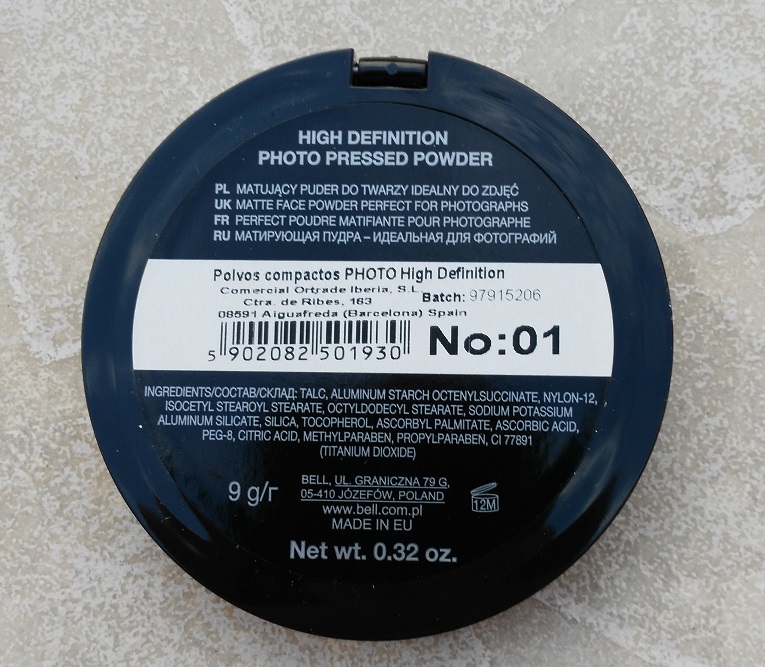 HIGH DEFINITION
PHOTO PRESSED POWDER
PL MATUJĄCY PUDER DO TWARZY IDEALNY DO ZDJĘĆ
UK MATTE FACE POWDER PERFECT FOR PHOTOGRAPHS
FR PERFECT POUDRE MATIFIANTE POUR PHOTOGRAPHE
RU МАТИРУЮЩАЯ ПУДРА – ИДЕАЛЬНАЯ ДЛЯ ФОТОГРАФИЙ
Polvos compactos PHOTO High Definition
Comercial Ortrade Iberia, S.L.
Batch: 97915206
Ctra. de Ribes, 163
08591 Aiguafreda (Barcelona) Spain
5 902082 501930
No:01
INGREDIENTS/СОСТАВ/СКЛАД: TALC, ALUMINUM STARCH OCTENYLSUCCINATE, NYLON-12,
ISOCETYL STEAROYL STEARATE, OCTYLDODECYL STEARATE, SODIUM POTASSIUM
ALUMINUM SILICATE, SILICA, TOCOPHEROL, ASCORBYL PALMITATE, ASCORBIC ACID,
PEG-8, CITRIC ACID, METHYLPARABEN, PROPYLPARABEN, CI 77891
(TITANIUM DIOXIDE)
9 g/г
BELL, UL. GRANICZNA 79 G,
05-410 JÓZEFÓW, POLAND
www.bell.com.pl
MADE IN EU
12M
Net wt. 0.32 oz.